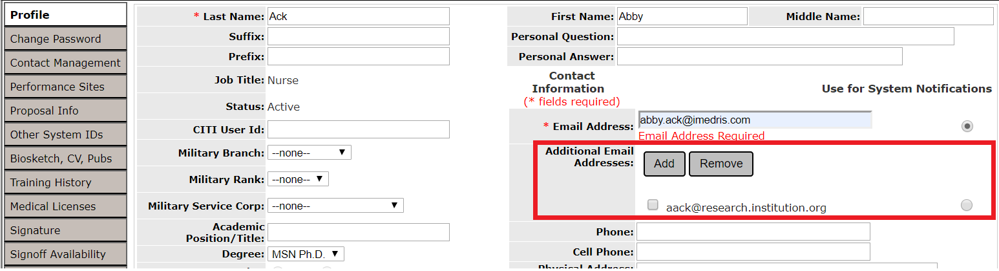 Profile
Change Password
Contact Management
Performance Sites
Proposal Info
Other System IDs
Biosketch, CV, Pubs
Training History
Medical Licenses
Signature
Signoff Availability
* Last Name: Ack
Suffix:
Prefix:
Job Title: Nurse
Status: Active
CITI User Id:
Military Branch: --none--
Military Rank: --none--
Military Service Corp: --none--
Academic
Position/Title:
Degree: MSN Ph.D.
First Name: Abby Middle Name:
Personal Question:
Personal Answer:
Contact
Information
(* fields required)
Use for System Notifications
* Email Address: abby.ack@imedris.com
Email Address Required
Additional Email
Addresses:
Add Remove
aack@research.institution.org
Phone:
Cell Phone:
Physical Address: